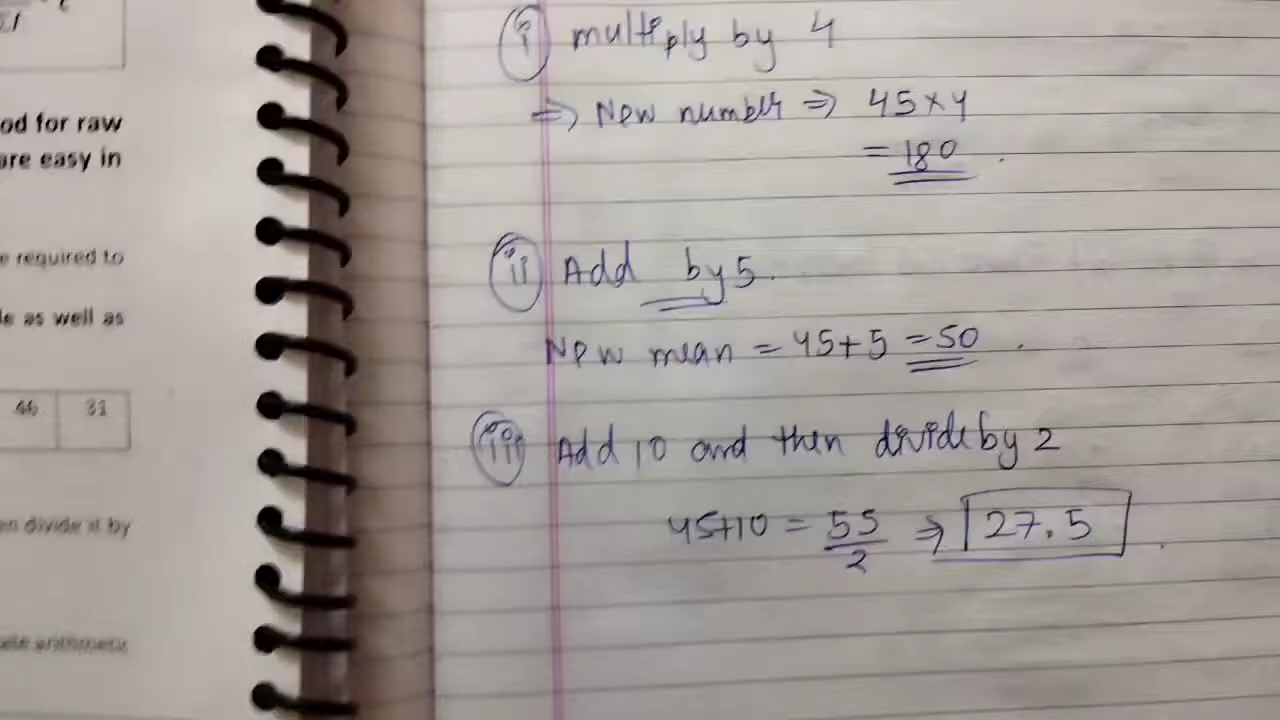 od for raw
are easy in
required to
as well as
46 31
divide it by
arithmetic
(i) multiply by 4
⇒ New number ⇒ 45 × 4
= 180 .
(ii) Add by 5.
New mean = 45+5 = 50 .
(iii) Add 10 and then divide by 2
45+10 = 55/2 ⇒ 27.5 .